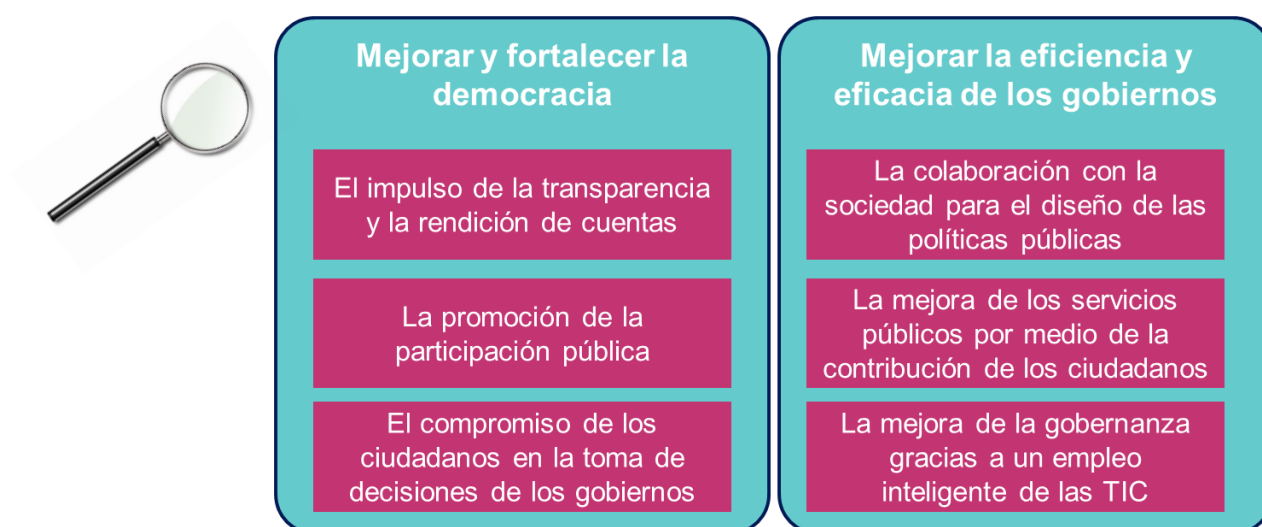 Mejorar y fortalecer la
democracia
El impulso de la transparencia
y la rendición de cuentas
La promoción de la
participación pública
El compromiso de los
ciudadanos en la toma de
decisiones de los gobiernos
Mejorar la eficiencia y
eficacia de los gobiernos
La colaboración con la
sociedad para el diseño de las
políticas públicas
La mejora de los servicios
públicos por medio de la
contribución de los ciudadanos
La mejora de la gobernanza
gracias a un empleo
inteligente de las TIC